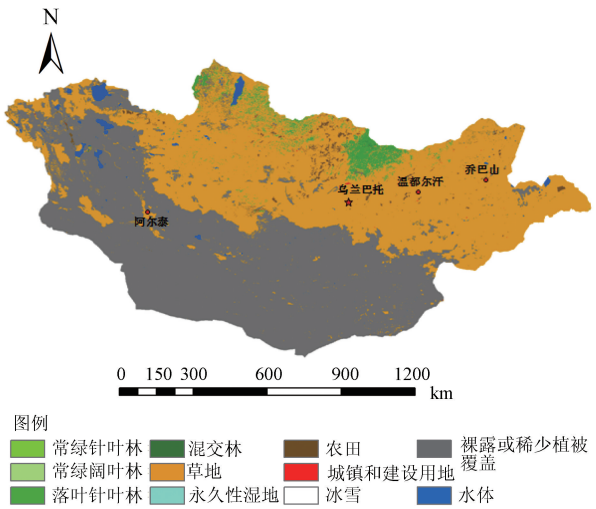 N
乔巴山
温都尔汗
乌兰巴托
阿尔泰
0 150 300 600 900 1200
km
图例
常绿针叶林 混交林 农田 裸露或稀少植被
覆盖
常绿阔叶林 草地 城镇和建设用地
落叶针叶林 永久性湿地 冰雪 水体